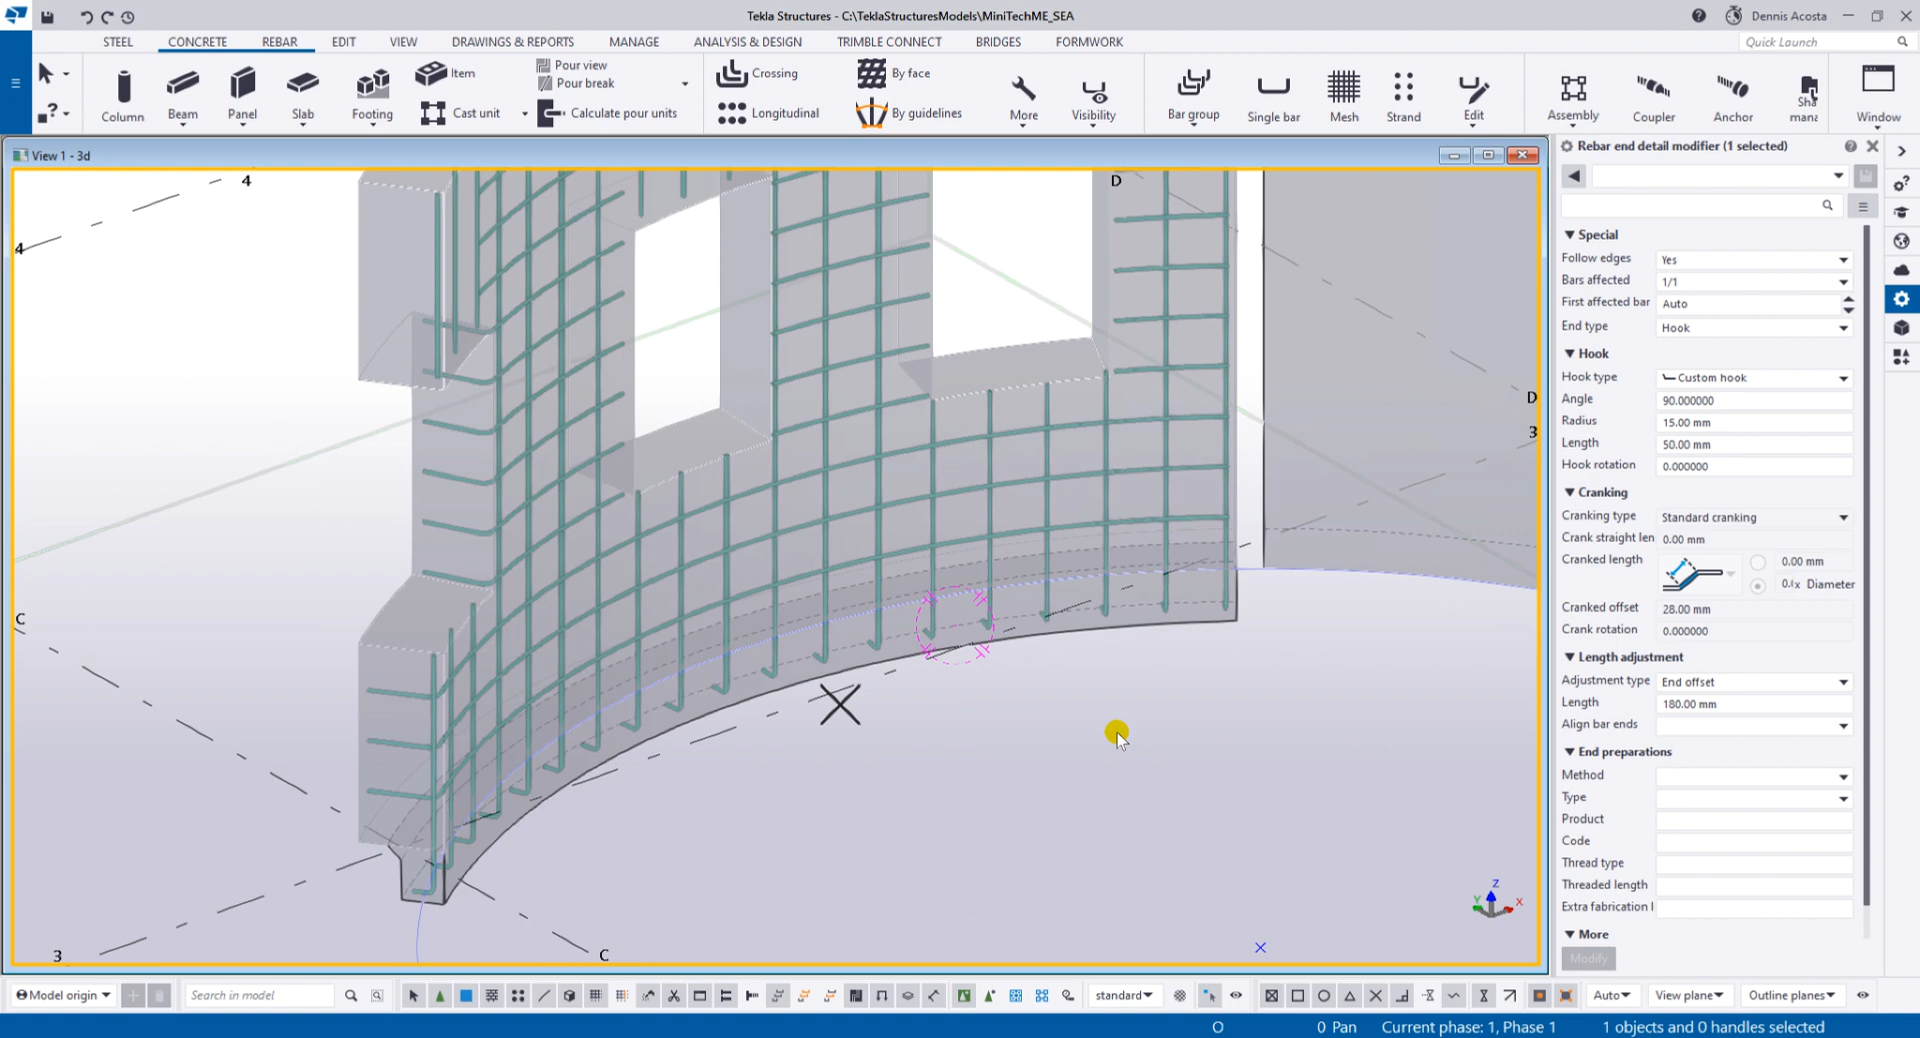 Tekla Structures - C:\TeklaStructuresModels\MiniTechME_SEA
Dennis Acosta
STEEL CONCRETE REBAR EDIT VIEW DRAWINGS & REPORTS MANAGE ANALYSIS & DESIGN TRIMBLE CONNECT BRIDGES FORMWORK
Quick Launch
Column
Beam
Panel
Slab
Footing
Item
Cast unit
Pour view
Pour break
Calculate pour units
Crossing
Longitudinal
By face
By guidelines
More
Visibility
Bar group
Single bar
Mesh
Strand
Edit
Assembly
Coupler
Anchor
Sha
mana
Window
View 1 - 3d
4
D
4
D
3
C
3
C
Z
Y
X
Rebar end detail modifier (1 selected)
Special
Follow edges Yes
Bars affected 1/1
First affected bar Auto
End type Hook
Hook
Hook type Custom hook
Angle 90.000000
Radius 15.00 mm
Length 50.00 mm
Hook rotation 0.000000
Cranking
Cranking type Standard cranking
Crank straight len 0.00 mm
Cranked length 0.00 mm
Diameter
Cranked offset 28.00 mm
Crank rotation 0.000000
Length adjustment
Adjustment type End offset
Length 180.00 mm
Align bar ends
End preparations
Method
Type
Product
Code
Thread type
Threaded length
Extra fabrication l
More
Modify
Model origin
Search in model
standard
Auto
View plane
Outline planes
O
0 Pan
Current phase: 1, Phase 1
1 objects and 0 handles selected